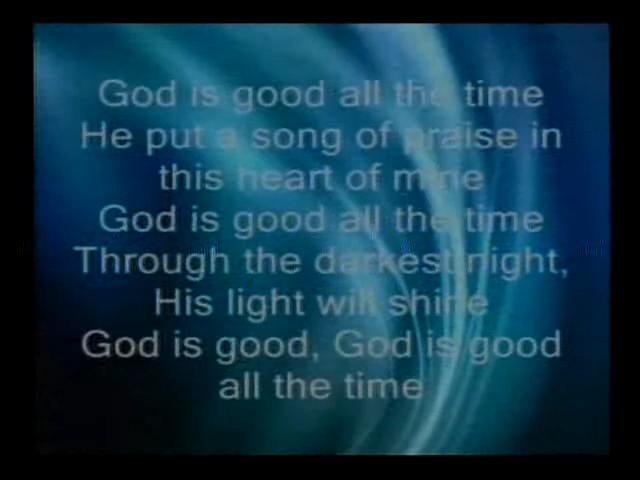 God is good all the time
He put a song of praise in
this heart of mine
God is good all the time
Through the darkest night,
His light will shine
God is good, God is good
all the time